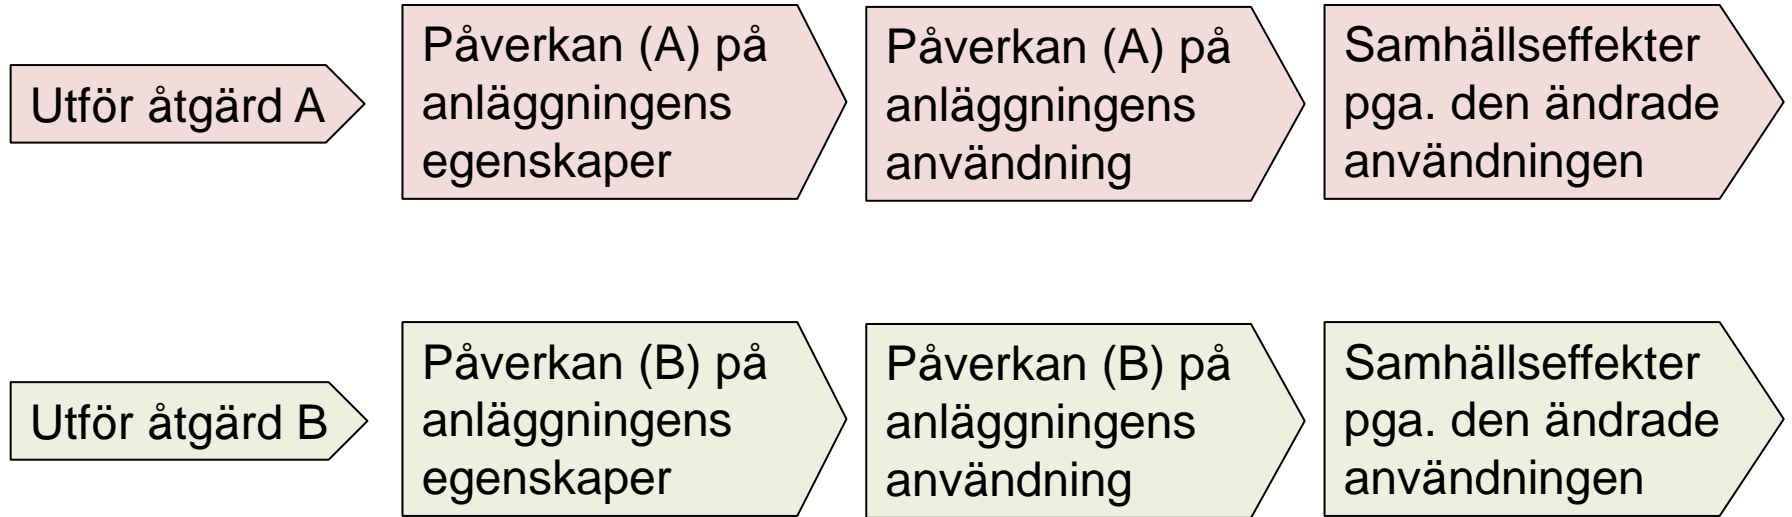 Utför åtgärd A
Påverkan (A) på
anläggningens
egenskaper
Påverkan (A) på
anläggningens
användning
Samhällseffekter
pga. den ändrade
användningen
Utför åtgärd B
Påverkan (B) på
anläggningens
egenskaper
Påverkan (B) på
anläggningens
användning
Samhällseffekter
pga. den ändrade
användningen